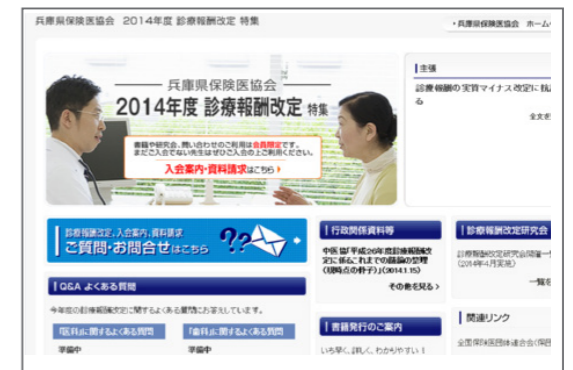 兵庫県保険医協会 2014年度 診療報酬改定 特集
・兵庫県保険医協会 ホーム
兵庫県保険医協会
2014年度 診療報酬改定 特集
書籍や研究会、問い合わせのご利用は会員限定です。
まだご入会でない先生はぜひご入会の上ご利用ください。
入会案内・資料請求はこちら
主張
診療報酬の実質マイナス改定に抗
る
全文を
診療報酬改定、入会案内、資料請求
ご質問・お問合せはこちら ??
Q&A よくある質問
今年度の診療報酬改定に関するよくある質問にお答えしています。
「医科」に関するよくある質問
「歯科」に関するよくある質問
準備中
準備中
行政関係資料等
中医協「平成26年度診療報酬改
定に係るこれまでの議論の整理
(現時点の骨子)」(2014.1.15)
その他を見る>
書籍発行のご案内
いち早く、詳しく、わかりやすい！
診療報酬改定研究会
診療報酬改定研究会開催一
(2014年4月実施)
一覧を
関連リンク
全国保険医団体連合会(保団